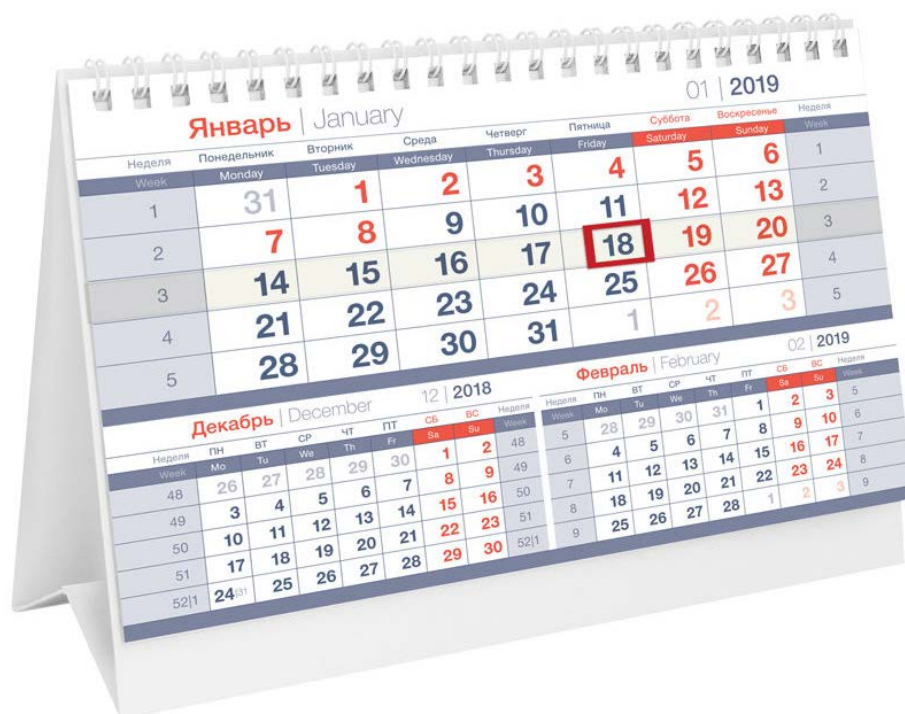 Январь | January 01 | 2019
Неделя Понедельник Вторник Среда Четверг Пятница Суббота Воскресенье Неделя
Week Monday Tuesday Wednesday Thursday Friday Saturday Sunday Week
1 31 1 2 3 4 5 6 1
2 7 8 9 10 11 12 13 2
3 14 15 16 17 18 19 20 3
4 21 22 23 24 25 26 27 4
5 28 29 30 31 1 2 3 5
Декабрь | December 12 | 2018
Неделя ПН ВТ СР ЧТ ПТ СБ ВС Неделя
Week Mo Tu We Th Fr Sa Su Week
48 26 27 28 29 30 1 2 48
49 3 4 5 6 7 8 9 49
50 10 11 12 13 14 15 16 50
51 17 18 19 20 21 22 23 51
52|1 24|31 25 26 27 28 29 30 52|1
Февраль | February 02 | 2019
Неделя ПН ВТ СР ЧТ ПТ СБ ВС Неделя
Week Mo Tu We Th Fr Sa Su Week
5 28 29 30 31 1 2 3 5
6 4 5 6 7 8 9 10 6
7 11 12 13 14 15 16 17 7
8 18 19 20 21 22 23 24 8
9 25 26 27 28 1 2 3 9